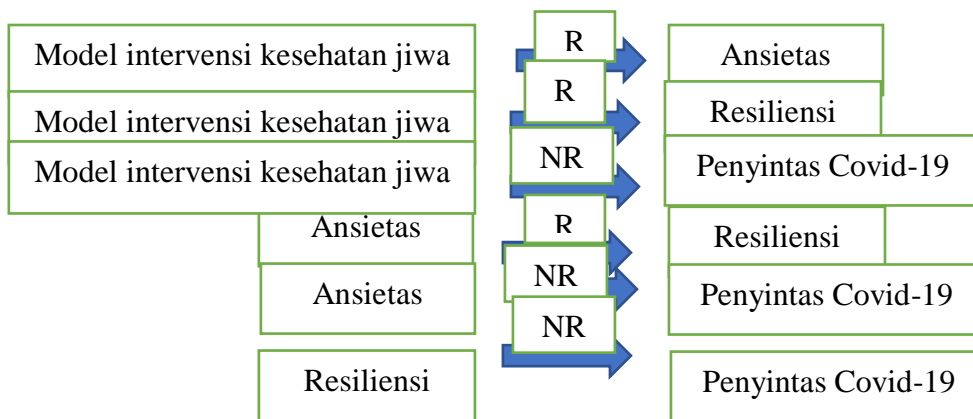 Model intervensi kesehatan jiwa R Ansietas
Model intervensi kesehatan jiwa R Resiliensi
Model intervensi kesehatan jiwa NR Penyintas Covid-19
Ansietas R Resiliensi
Ansietas NR Penyintas Covid-19
Resiliensi NR Penyintas Covid-19